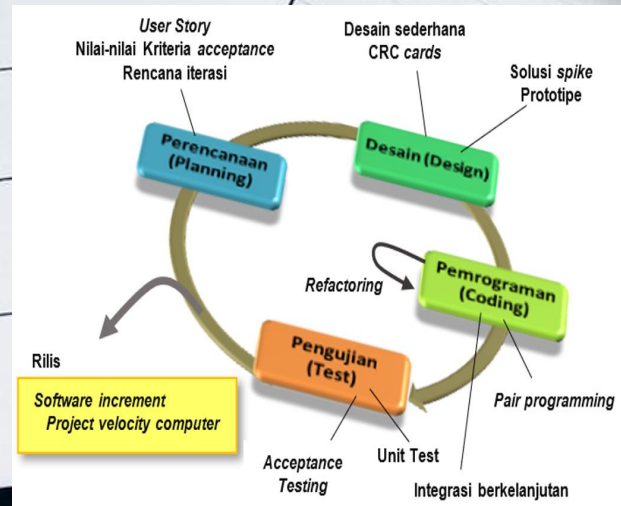 User Story
Nilai-nilai Kriteria acceptance
Rencana iterasi
Perencanaan
(Planning)
Desain sederhana
CRC cards
Solusi spike
Prototipe
Desain (Design)
Refactoring
Pemrograman
(Coding)
Pair programming
Integrasi berkelanjutan
Pengujian
(Test)
Unit Test
Acceptance
Testing
Rilis
Software increment
Project velocity computer